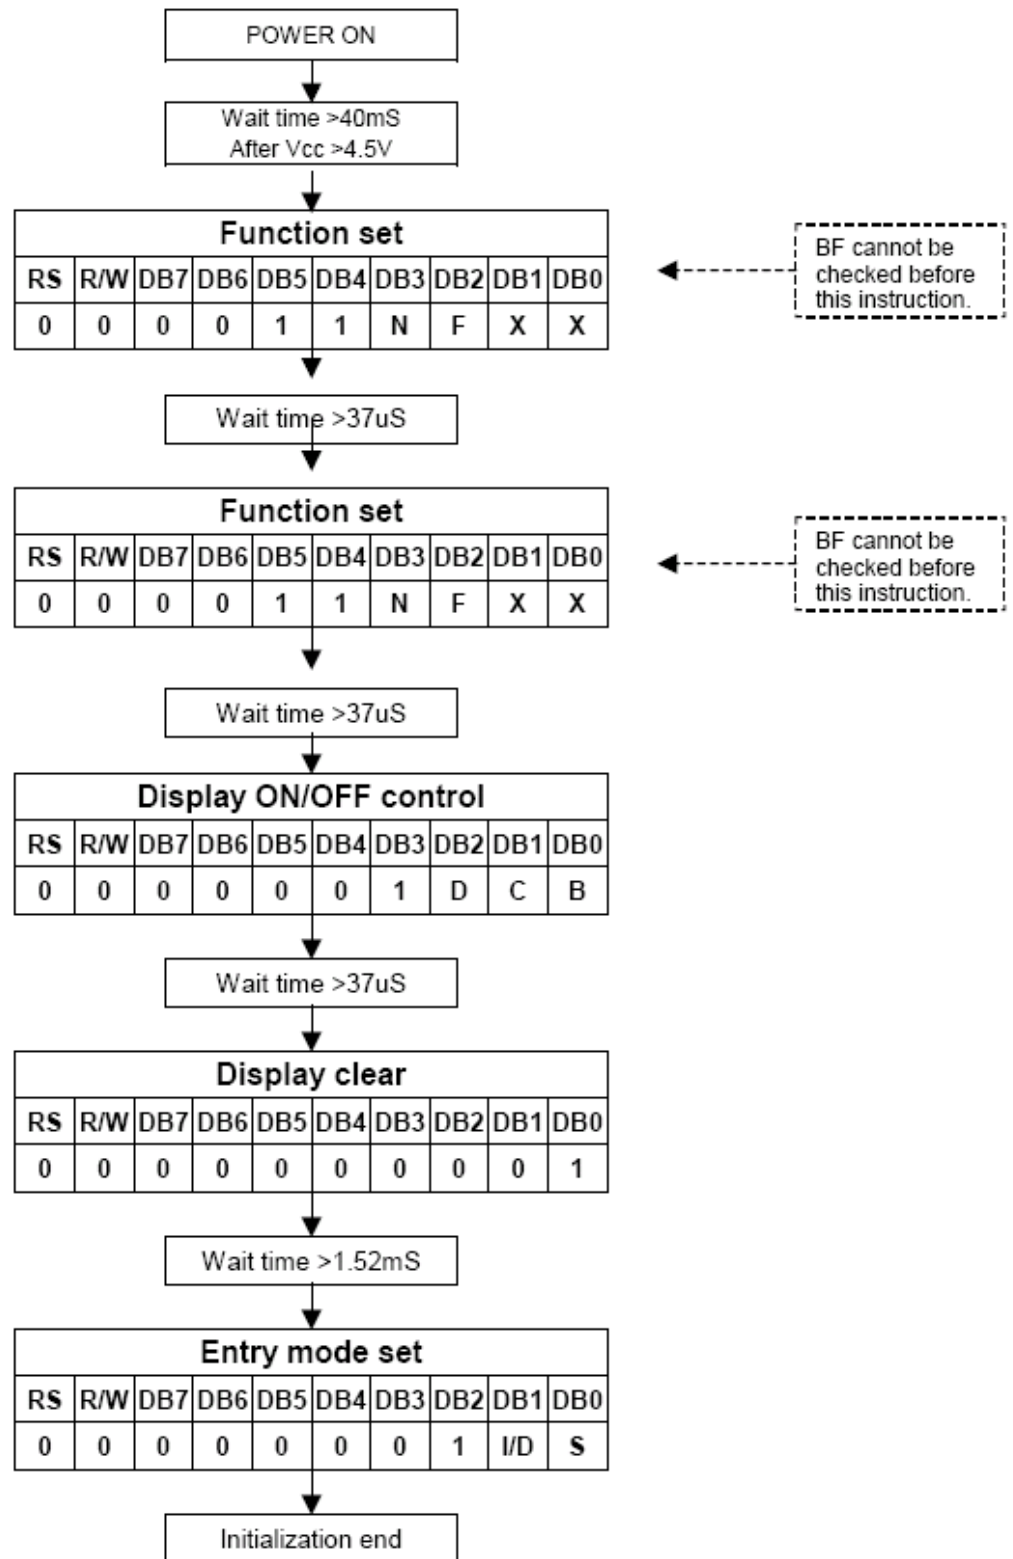 POWER ON
Wait time >40mS
After Vcc >4.5V
Function set
RS R/W DB7 DB6 DB5 DB4 DB3 DB2 DB1 DB0
0 0 0 0 1 1 N F X X
BF cannot be
checked before
this instruction.
Wait time >37uS
Function set
RS R/W DB7 DB6 DB5 DB4 DB3 DB2 DB1 DB0
0 0 0 0 1 1 N F X X
BF cannot be
checked before
this instruction.
Wait time >37uS
Display ON/OFF control
RS R/W DB7 DB6 DB5 DB4 DB3 DB2 DB1 DB0
0 0 0 0 0 0 1 D C B
Wait time >37uS
Display clear
RS R/W DB7 DB6 DB5 DB4 DB3 DB2 DB1 DB0
0 0 0 0 0 0 0 0 0 1
Wait time >1.52mS
Entry mode set
RS R/W DB7 DB6 DB5 DB4 DB3 DB2 DB1 DB0
0 0 0 0 0 0 0 1 I/D S
Initialization end